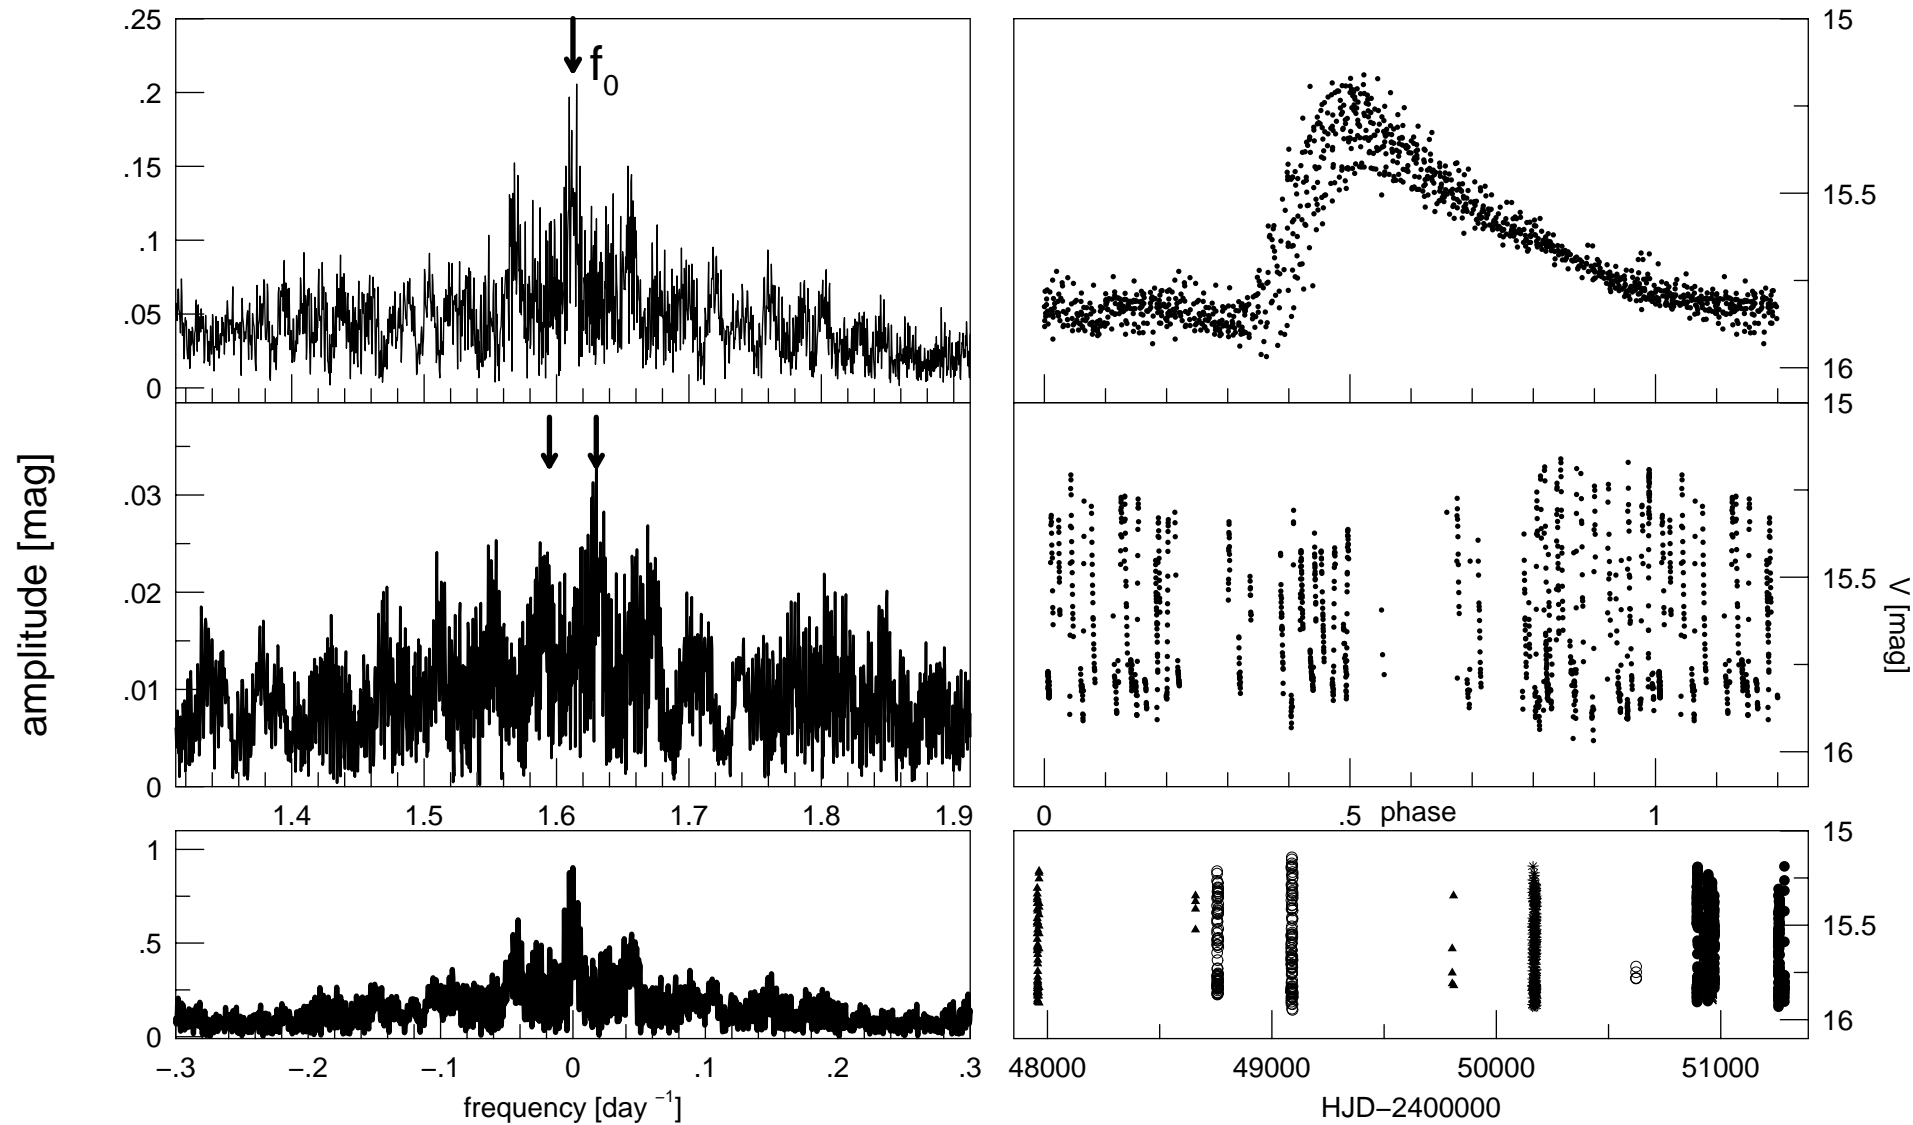 .25
.2
.15
.1
.05
0
f0
15
15.5
16
amplitude [mag]
.03
.02
.01
0
1.4 1.5 1.6 1.7 1.8 1.9
15
15.5
16
V [mag]
0 .5 phase 1
1
.5
0
−.3 −.2 −.1 0 .1 .2 .3
frequency [day −1]
15
15.5
16
48000 49000 50000 51000
HJD−2400000